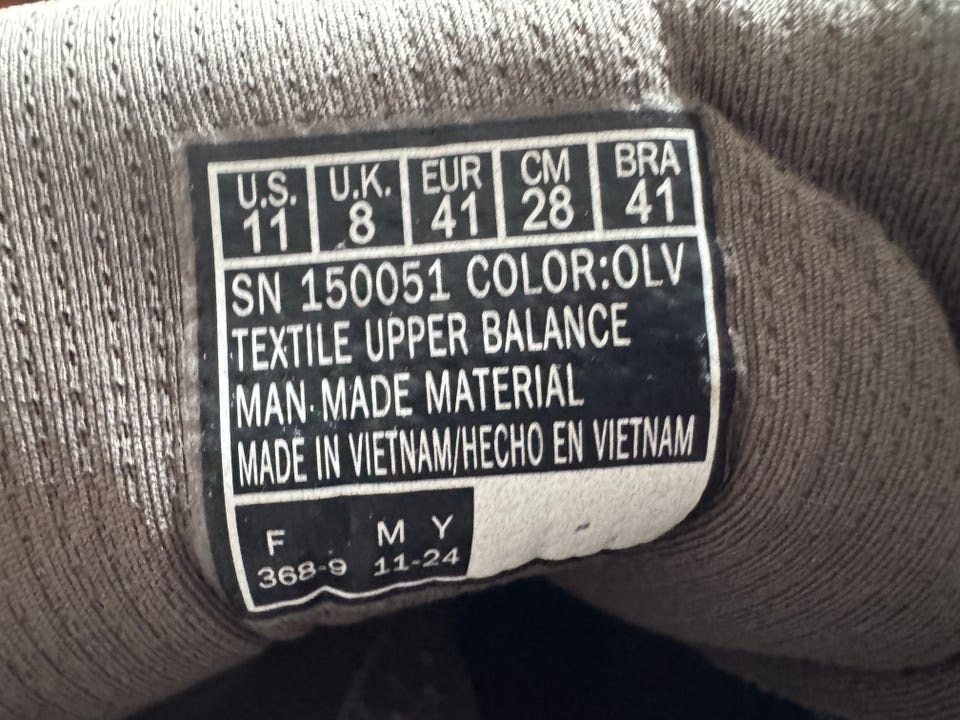 U.S. U.K. EUR CM BRA
11 8 41 28 41
SN 150051 COLOR:OLV
TEXTILE UPPER BALANCE
MAN MADE MATERIAL
MADE IN VIETNAM/HECHO EN VIETNAM
F M Y
368-9 11-24